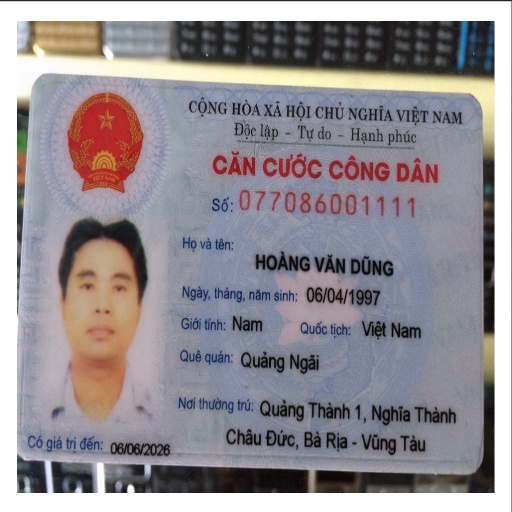 CỘNG HÒA XÃ HỘI CHỦ NGHĨA VIỆT NAM
Độc lập - Tự do - Hạnh phúc
CĂN CƯỚC CÔNG DÂN
Số: 077086001111
Họ và tên:
HOÀNG VĂN DŨNG
Ngày, tháng, năm sinh: 06/04/1997
Giới tính: Nam Quốc tịch: Việt Nam
Quê quán: Quảng Ngãi
Nơi thường trú: Quảng Thành 1, Nghĩa Thành
Châu Đức, Bà Rịa - Vũng Tàu
Có giá trị đến: 06/06/2026